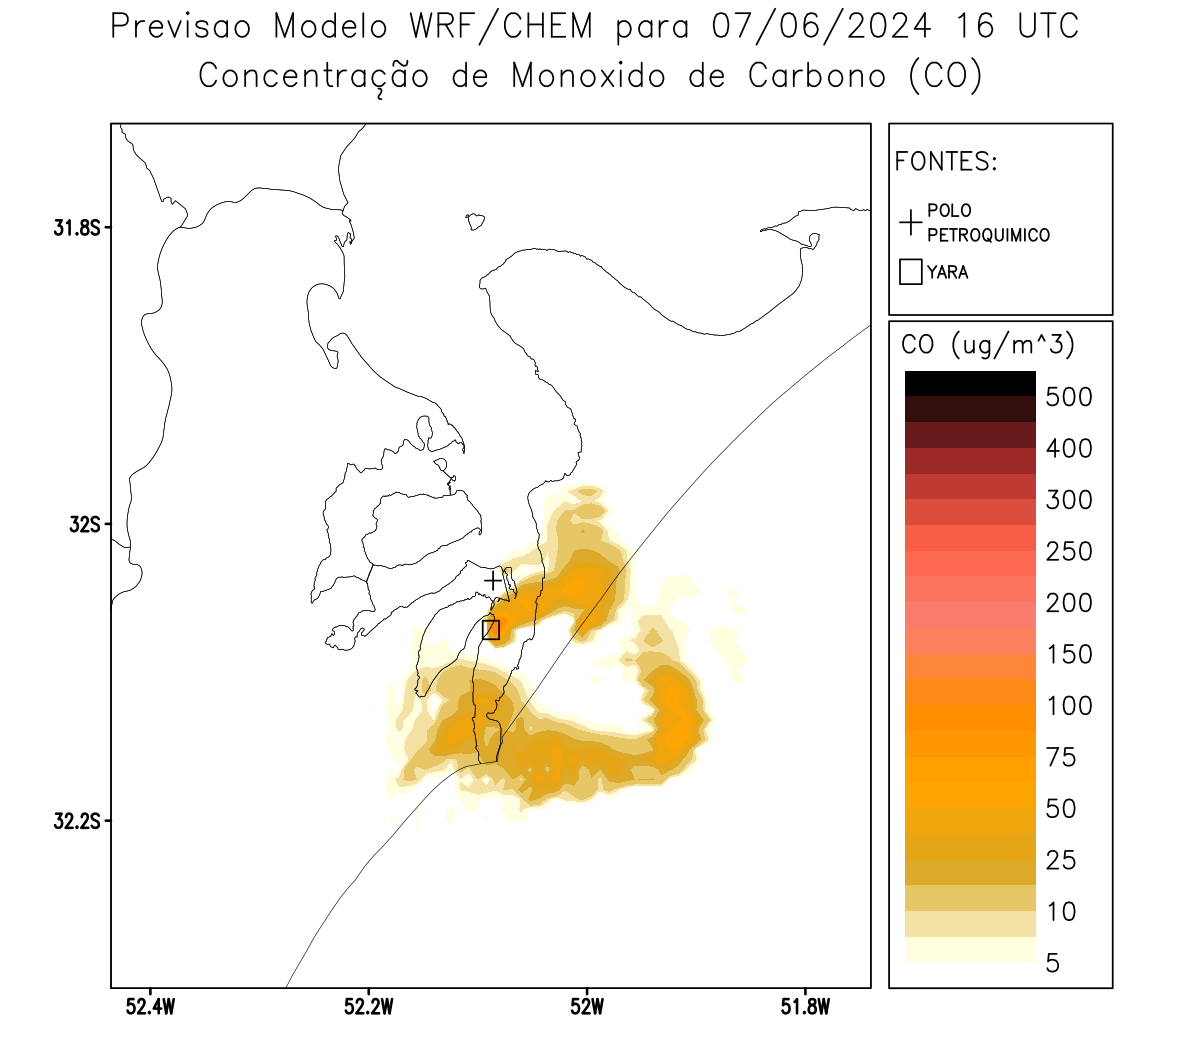 Previsao Modelo WRF/CHEM para 07/06/2024 16 UTC
Concentração de Monoxido de Carbono (CO)
FONTES:
POLO
PETROQUIMICO
YARA
CO (ug/m^3)
500
400
300
250
200
150
100
75
50
25
10
5
31.8S
32S
32.2S
52.4W
52.2W
52W
51.8W